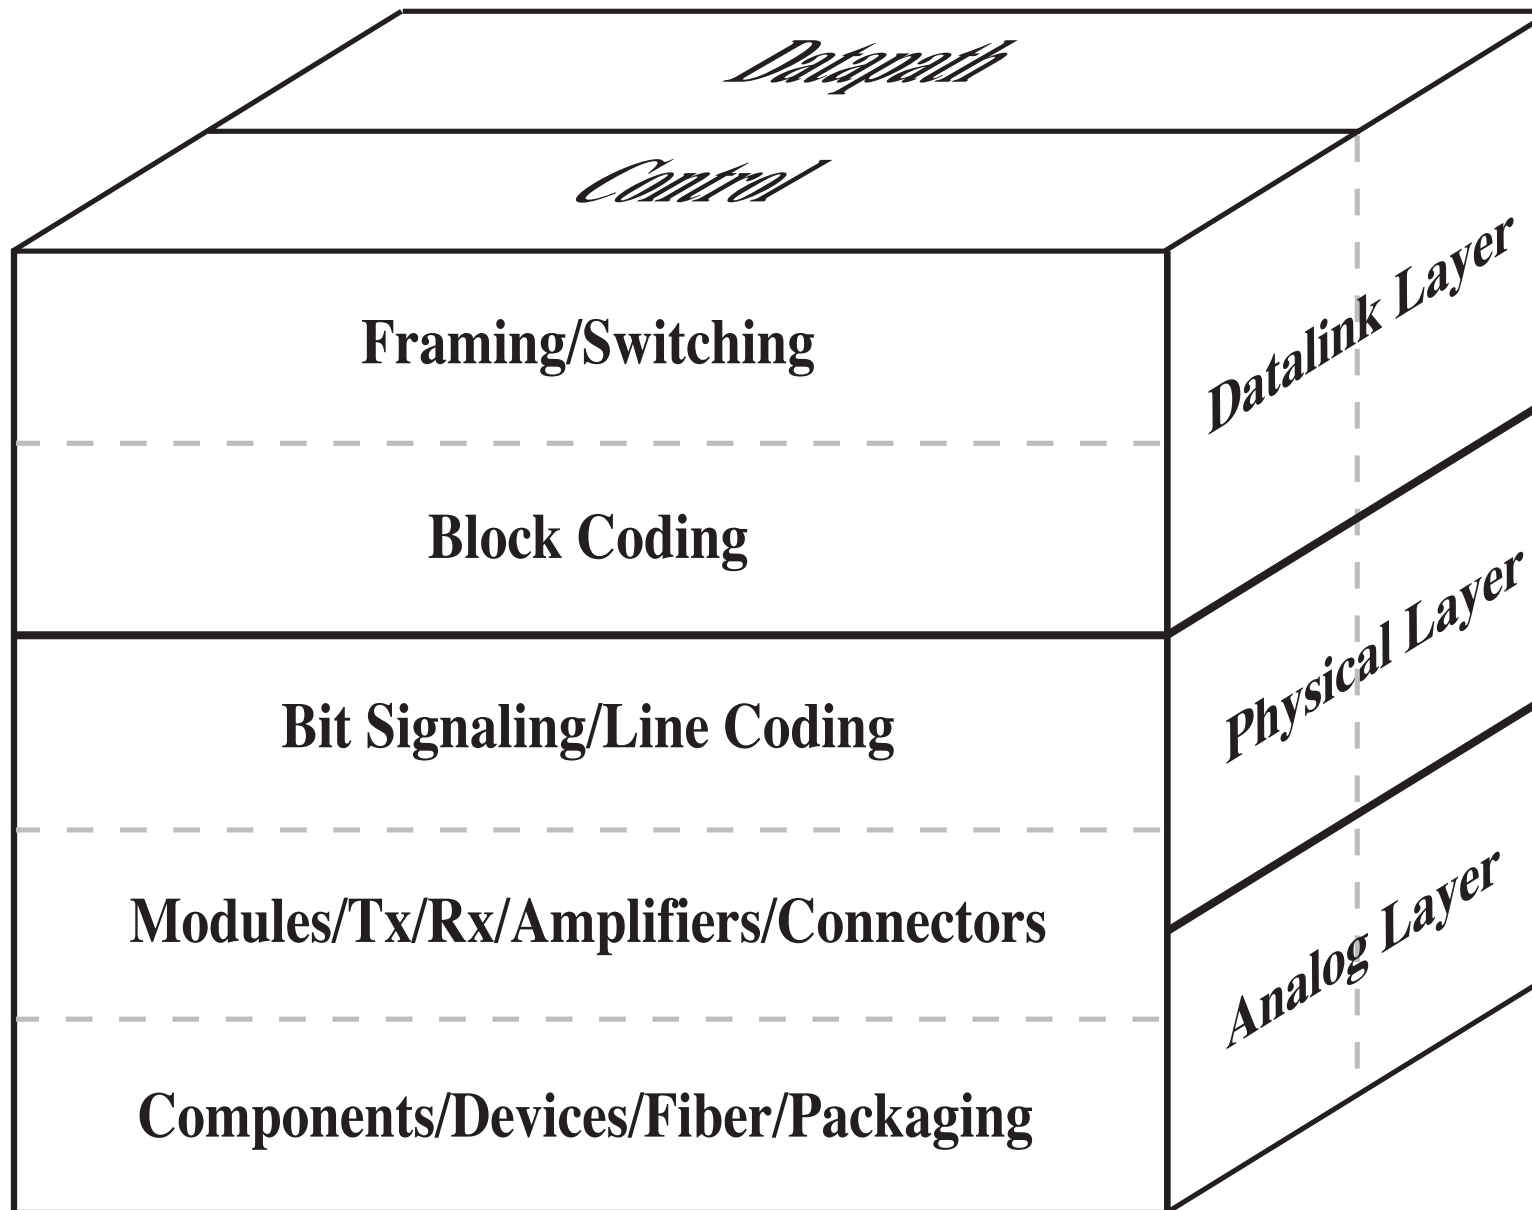 Datapath
Control
Framing/Switching
Datalink Layer
Block Coding
Bit Signaling/Line Coding
Physical Layer
Modules/Tx/Rx/Amplifiers/Connectors
Analog Layer
Components/Devices/Fiber/Packaging